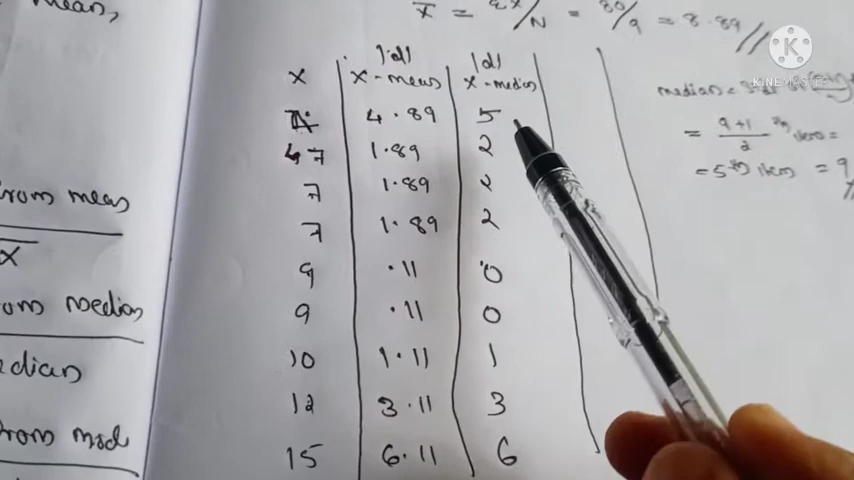 mean,
x̄ = Σx/N = 80/9 = 8.89//
KINEMASTER
|d| |d|
x x-mean x-median
4 4.89 5
7 1.89 2
7 1.89 2
7 1.89 2
9 .11 0
9 .11 0
10 1.11 1
12 3.11 3
15 6.11 6
median =
= 9+1/2 th item =
= 5th item = 9
from mean
x̄
from median
median
from mod